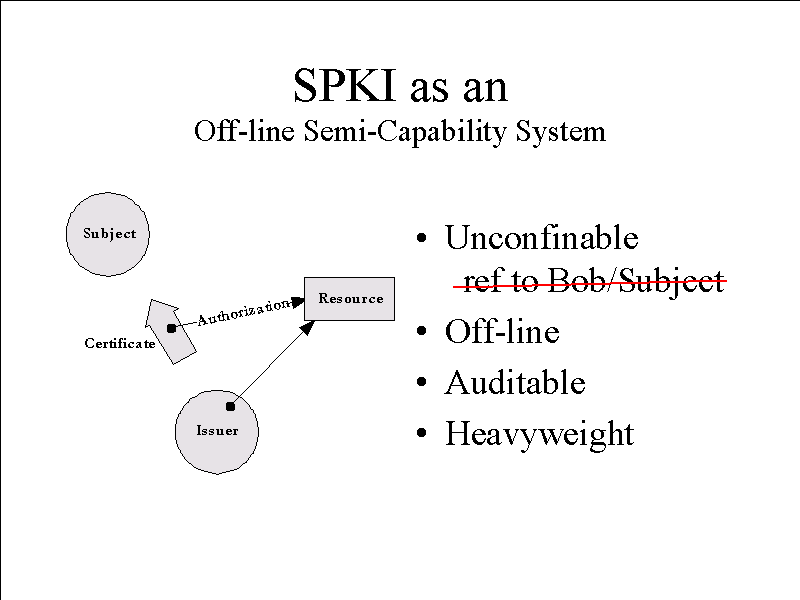 SPKI as an
Off-line Semi-Capability System
Subject
Authorization
Resource
Certificate
Issuer
• Unconfinable
ref to Bob/Subject
• Off-line
• Auditable
• Heavyweight